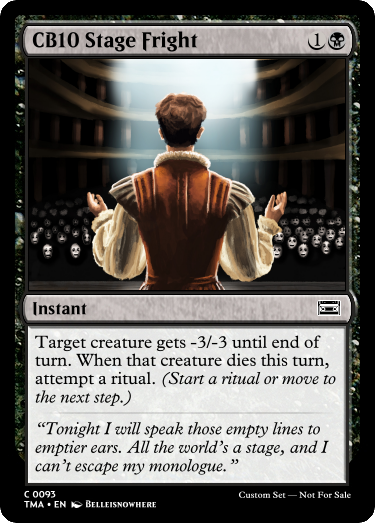 CB10 Stage Fright 1
Instant
Target creature gets -3/-3 until end of
turn. When that creature dies this turn,
attempt a ritual. (Start a ritual or move to
the next step.)
“Tonight I will speak those empty lines to
emptier ears. All the world’s a stage, and I
can’t escape my monologue.”
C 0093
TMA • EN Belleisnowhere
Custom Set — Not For Sale